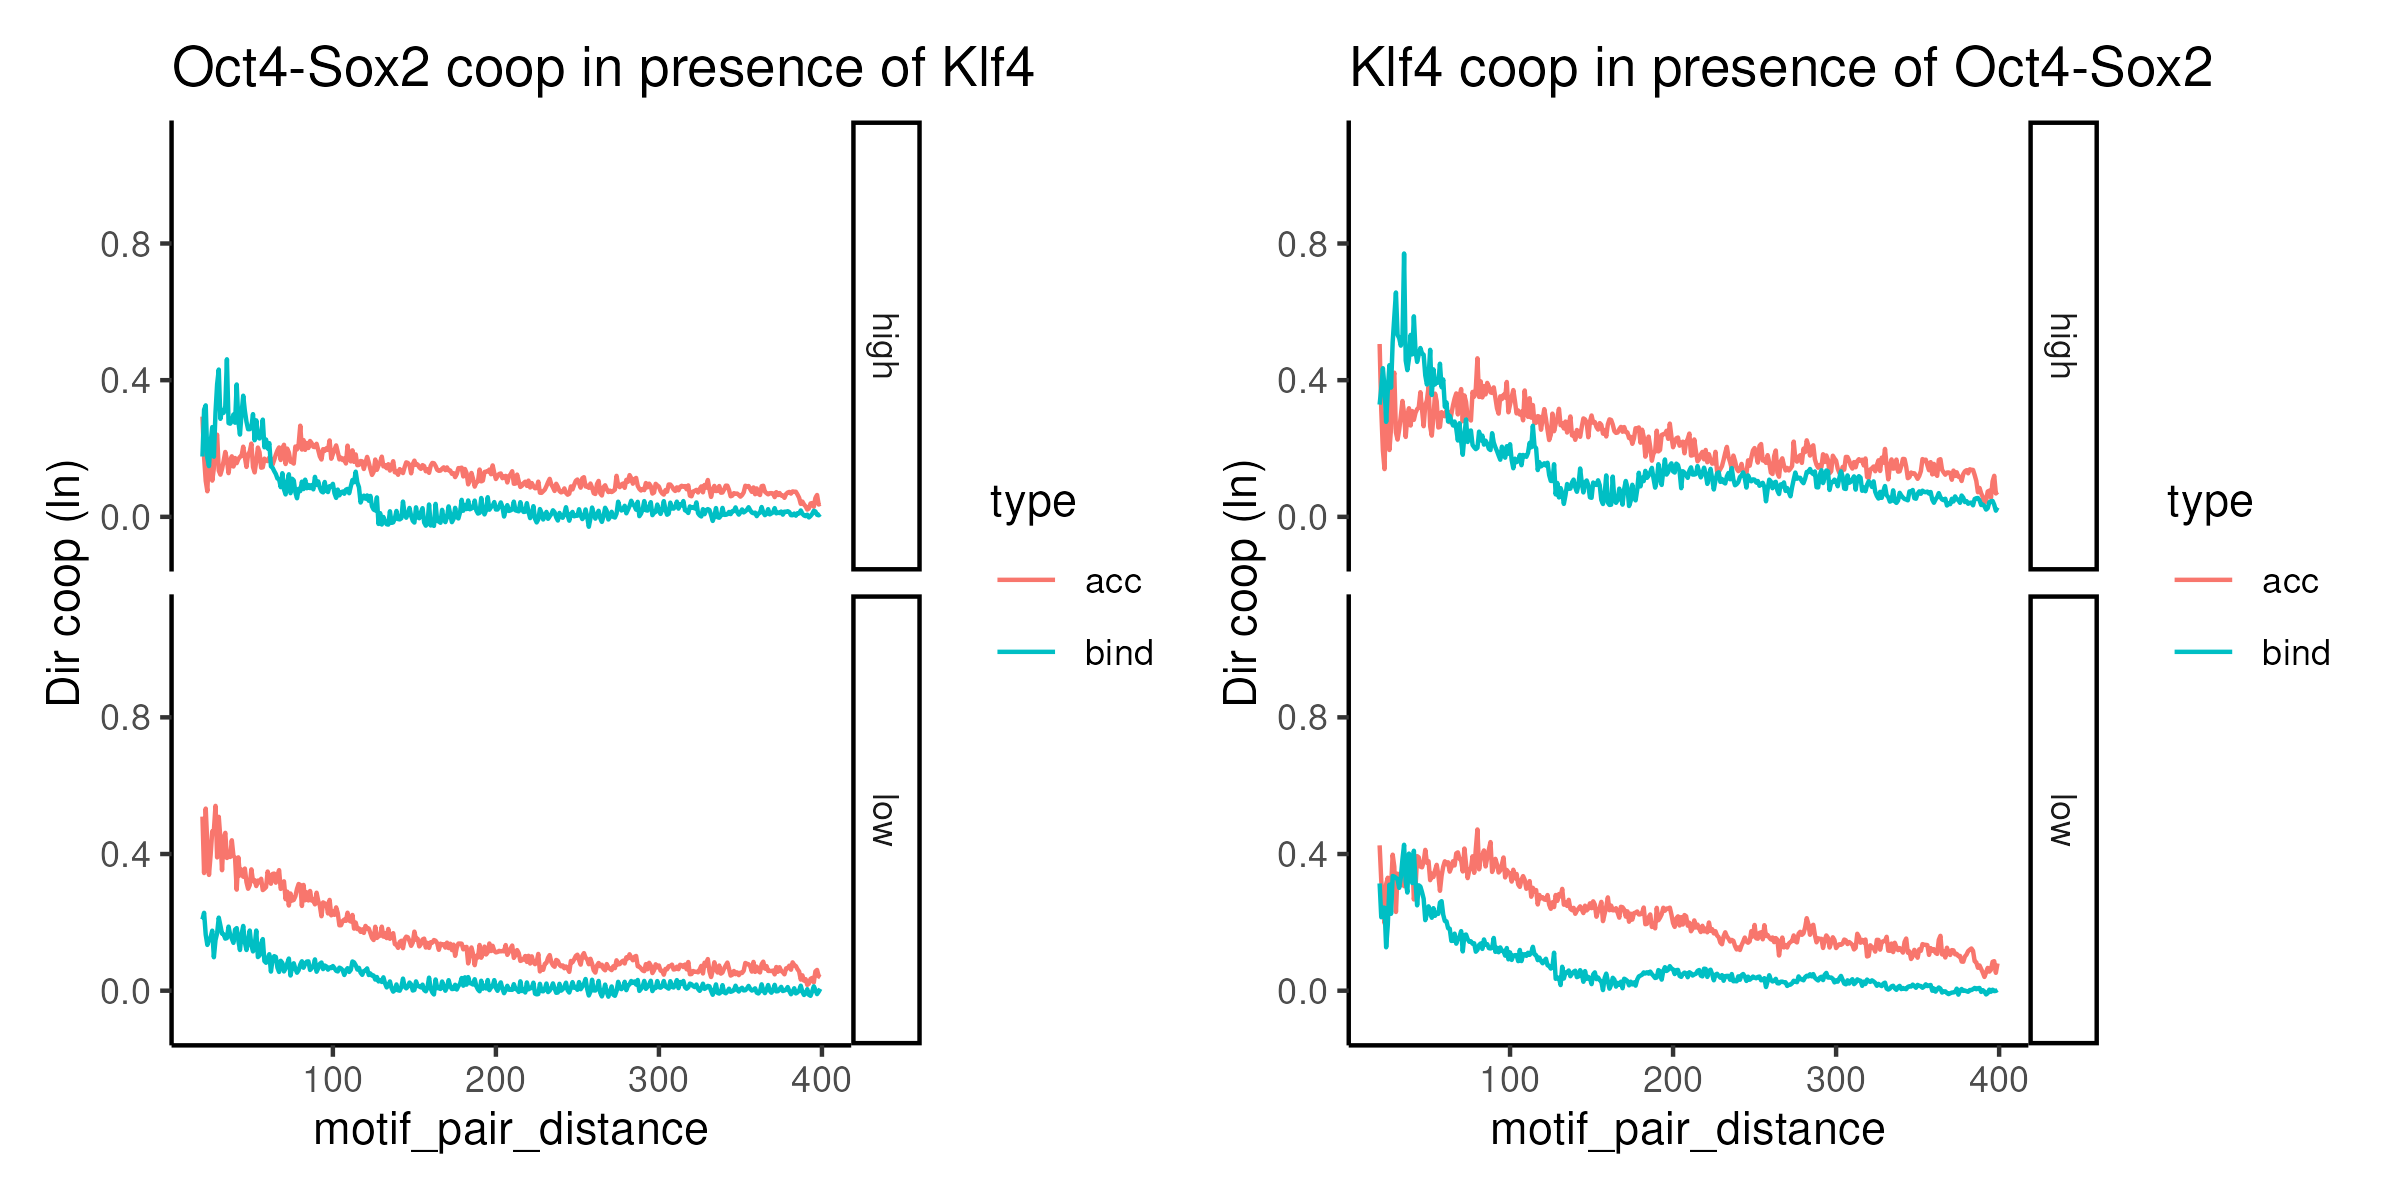 Oct4-Sox2 coop in presence of Klf4
Dir coop (ln)
0.8
0.4
0.0
high
0.8
0.4
0.0
low
100 200 300 400
motif_pair_distance
type
acc
bind
Klf4 coop in presence of Oct4-Sox2
Dir coop (ln)
0.8
0.4
0.0
high
0.8
0.4
0.0
low
100 200 300 400
motif_pair_distance
type
acc
bind